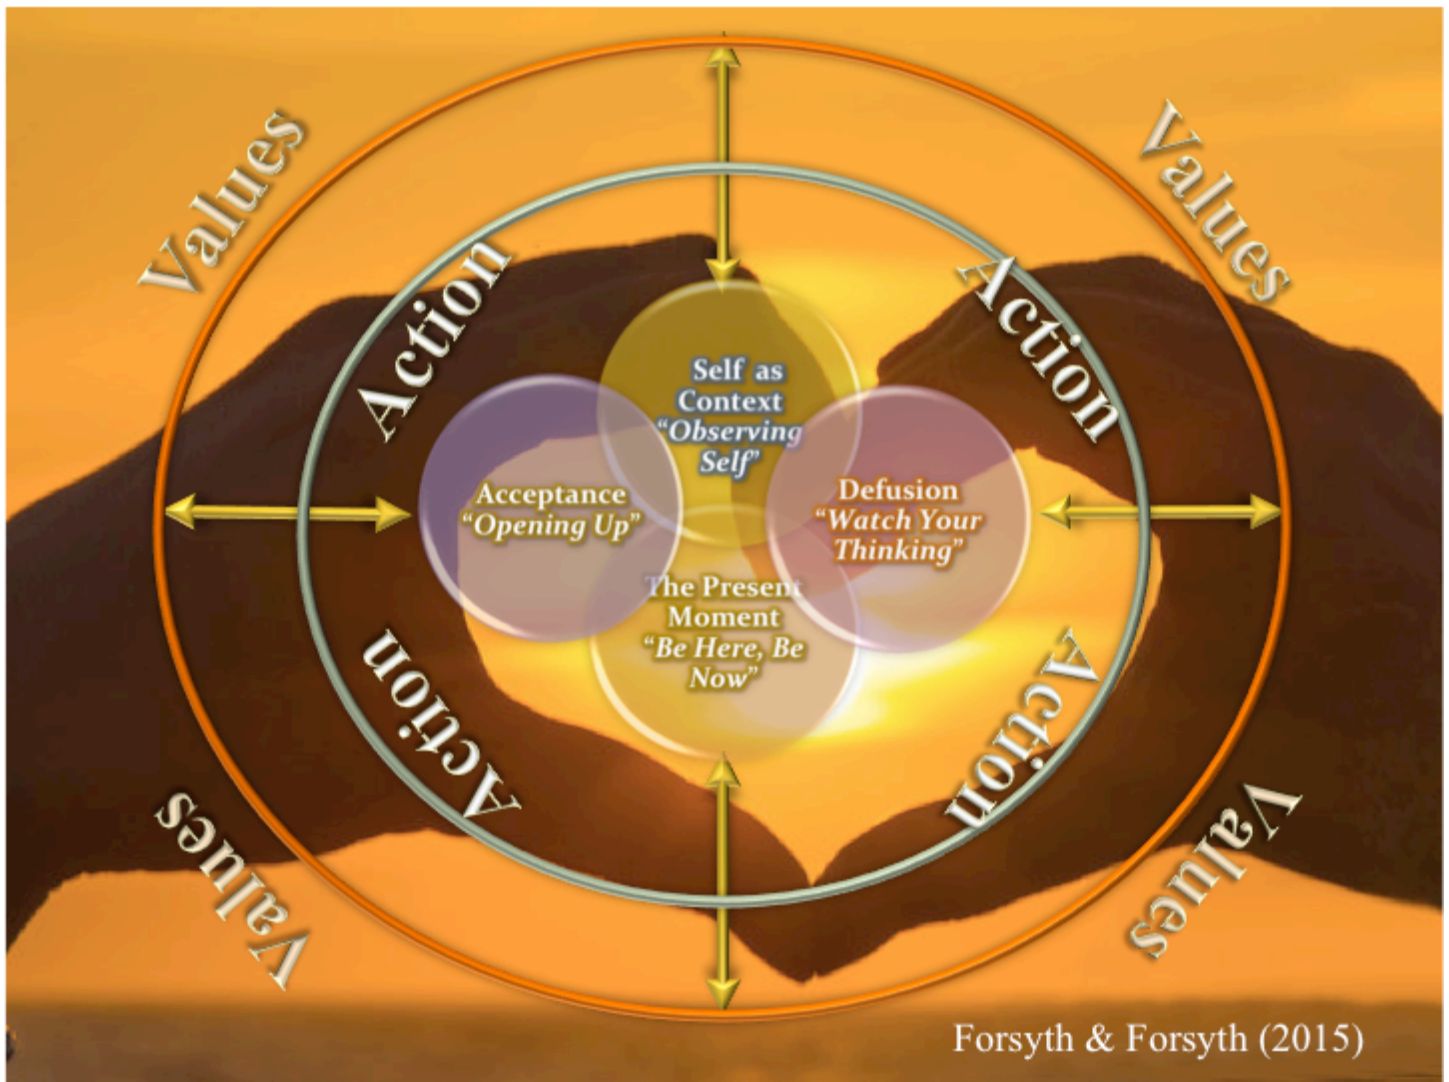 Values
Values
Action
Action
Self as
Context
“Observing
Self”
Acceptance
“Opening Up”
Defusion
“Watch Your
Thinking”
The Present
Moment
“Be Here, Be
Now”
Action
Action
Values
Values
Forsyth & Forsyth (2015)